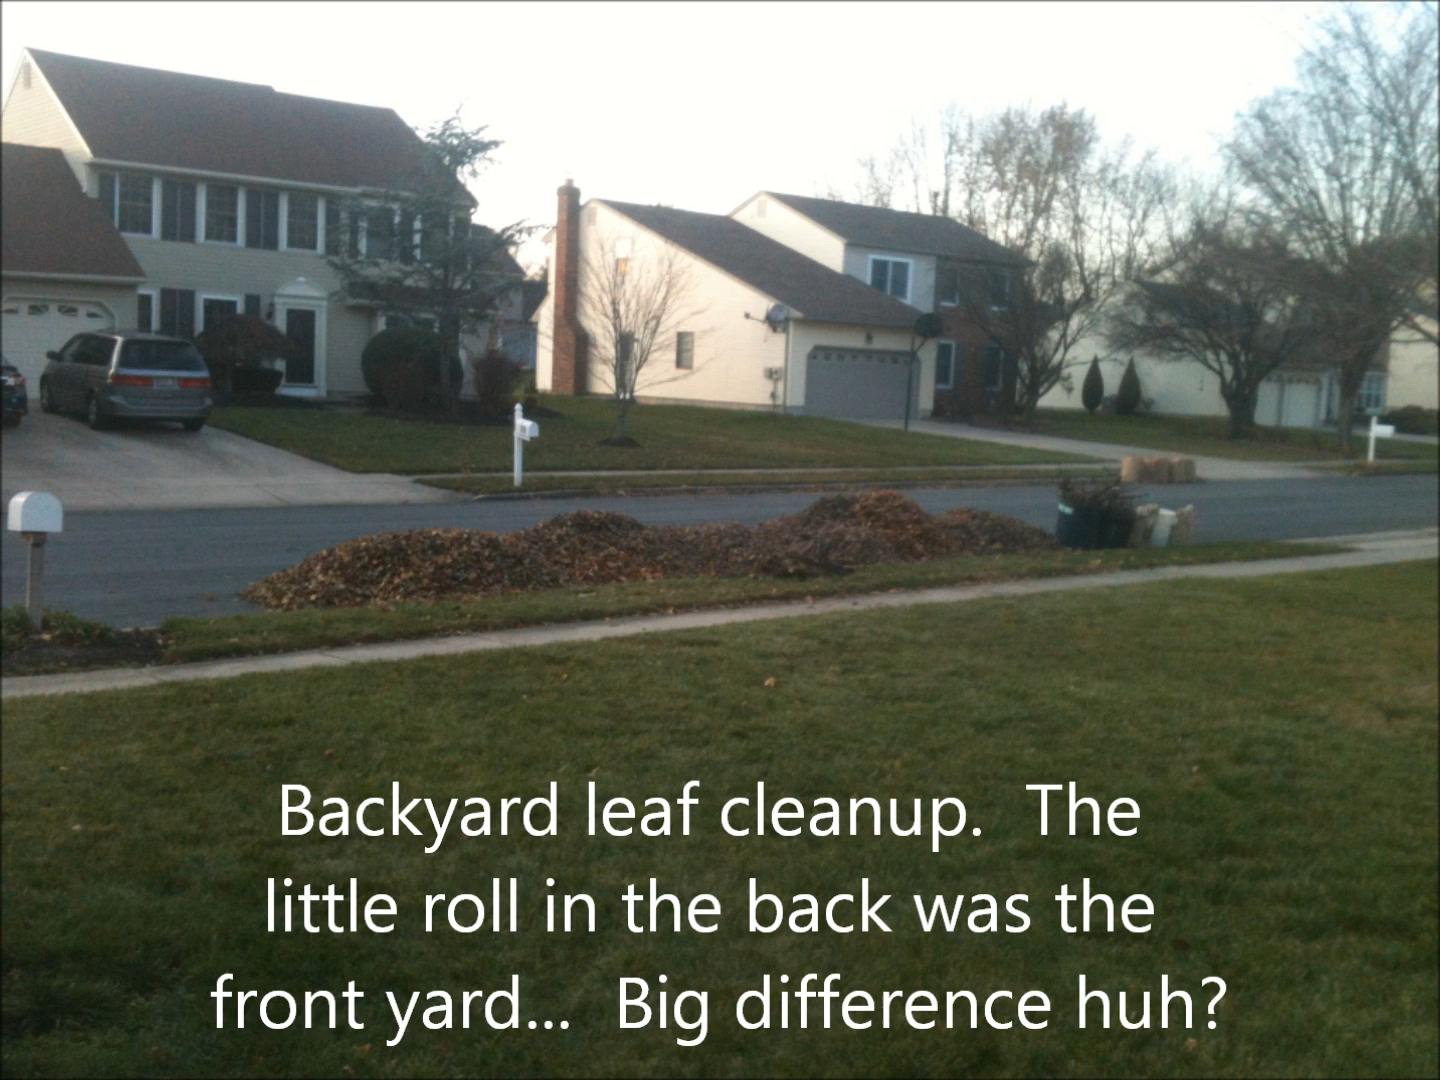 Backyard leaf cleanup.  The
little roll in the back was the
front yard...  Big difference huh?